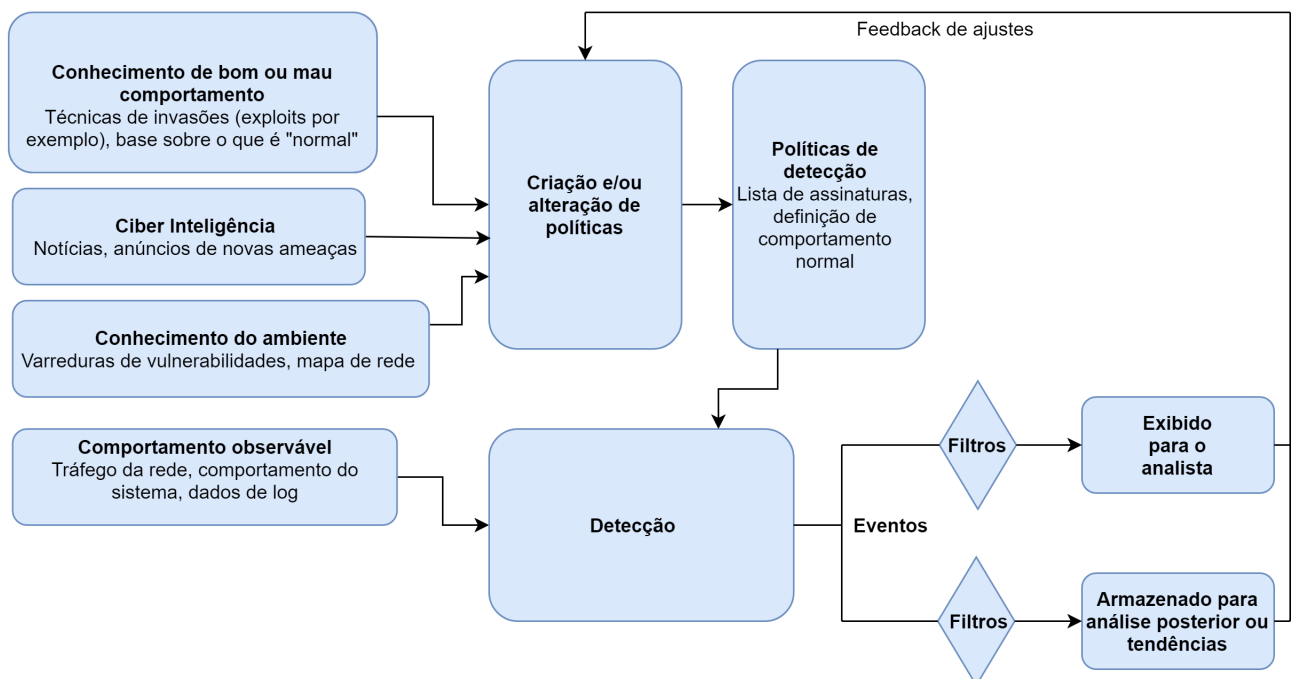 Feedback de ajustes
Conhecimento de bom ou mau
comportamento
Técnicas de invasões (exploits por
exemplo), base sobre o que é "normal"
Ciber Inteligência
Notícias, anúncios de novas ameaças
Conhecimento do ambiente
Varreduras de vulnerabilidades, mapa de rede
Criação e/ou
alteração de
políticas
Políticas de
detecção
Lista de assinaturas,
definição de
comportamento
normal
Comportamento observável
Tráfego da rede, comportamento do
sistema, dados de log
Detecção
Eventos
Filtros
Exibido
para o
analista
Filtros
Armazenado para
análise posterior ou
tendências